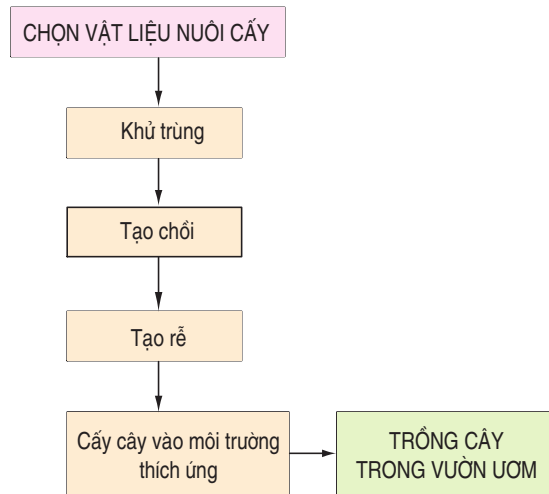 CHỌN VẬT LIỆU NUÔI CẤY
Khử trùng
Tạo chồi
Tạo rễ
Cấy cây vào môi trường
thích ứng
TRỒNG CÂY
TRONG VƯỜN ƯƠM